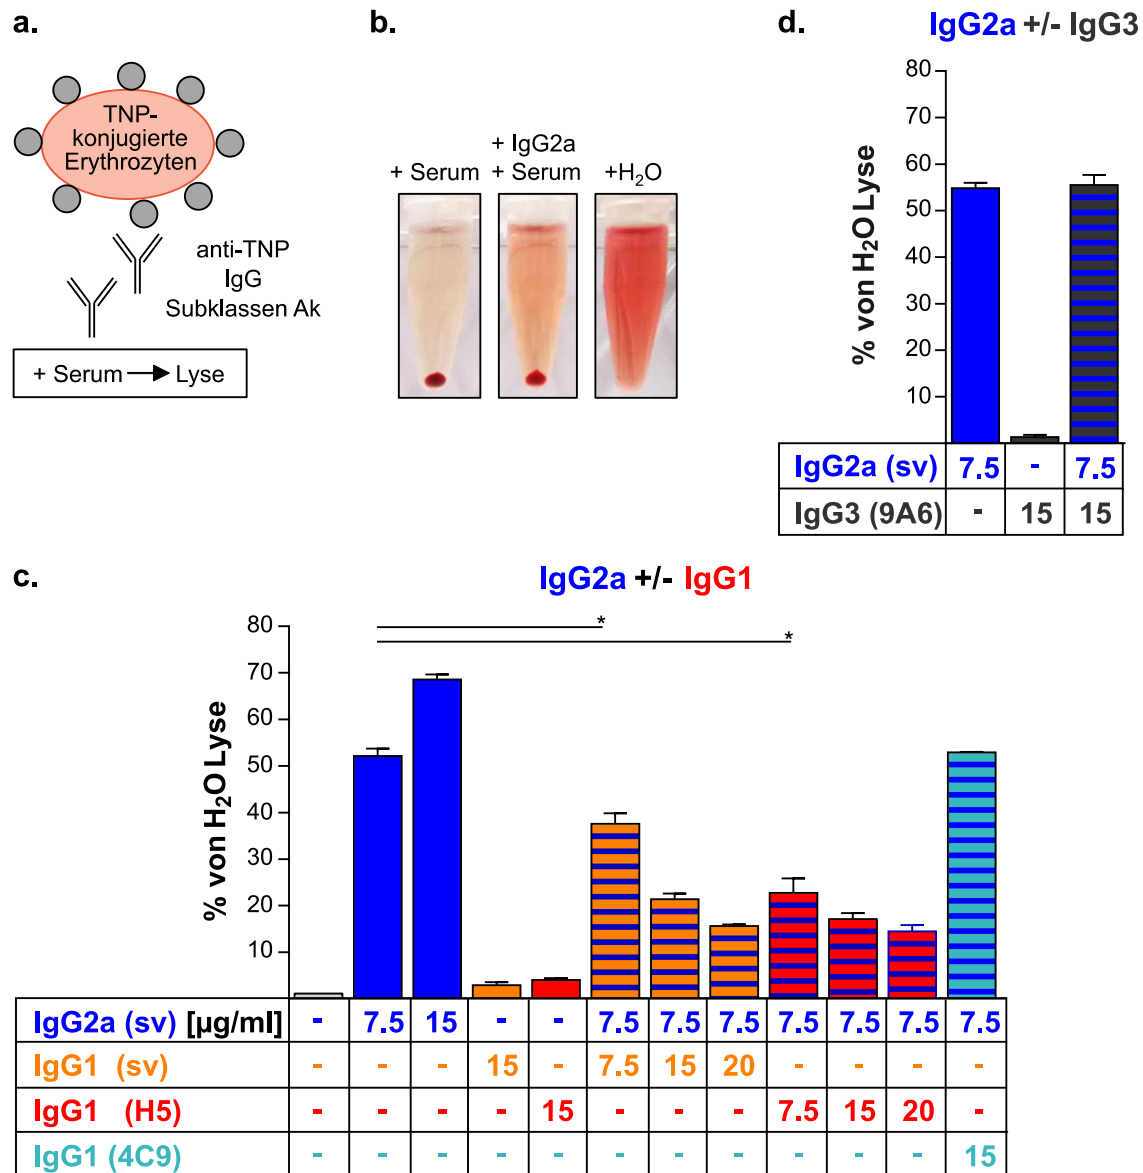 a.
TNP-
konjugierte
Erythrozyten
anti-TNP
IgG
Subklassen Ak
+ Serum → Lyse
b.
+ Serum
+ IgG2a
+ Serum
+H₂O
d.
IgG2a +/- IgG3
% von H₂O Lyse
80
70
60
50
40
30
20
10
IgG2a (sv) 7.5 - 7.5
IgG3 (9A6) - 15 15
c.
IgG2a +/- IgG1
% von H₂O Lyse
80
70
60
50
40
30
20
10
* 
*
IgG2a (sv) [µg/ml] - 7.5 15 - - 7.5 7.5 7.5 7.5 7.5 7.5 7.5
IgG1 (sv) - - - 15 - 7.5 15 20 - - - -
IgG1 (H5) - - - - 15 - - - 7.5 15 20 -
IgG1 (4C9) - - - - - - - - - - - 15